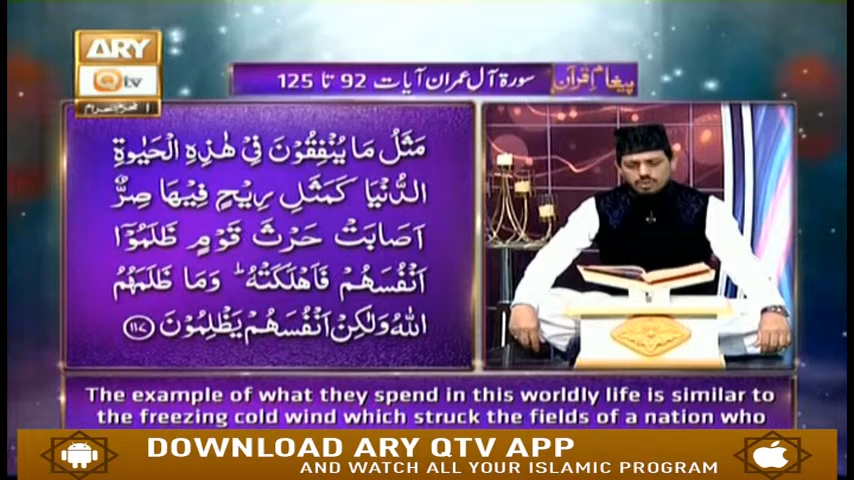 ARY
Qtv
پیغامِ قرآن
سورۃ آل عمران آیات 92 تا 125
مَثَلُ مَا يُنْفِقُوْنَ فِيْ هٰذِهِ الْحَيٰوةِ
الدُّنْيَا كَمَثَلِ رِيْحٍ فِيْهَا صِرٌّ
اَصَابَتْ حَرْثَ قَوْمٍ ظَلَمُوْٓا
اَنْفُسَهُمْ فَاَهْلَكَتْهُ ؕ وَمَا ظَلَمَهُمُ
اللّٰهُ وَلٰكِنْ اَنْفُسَهُمْ يَظْلِمُوْنَ ﴿۱۱۷﴾
The example of what they spend in this worldly life is similar to
the freezing cold wind which struck the fields of a nation who
DOWNLOAD ARY QTV APP
AND WATCH ALL YOUR ISLAMIC PROGRAM